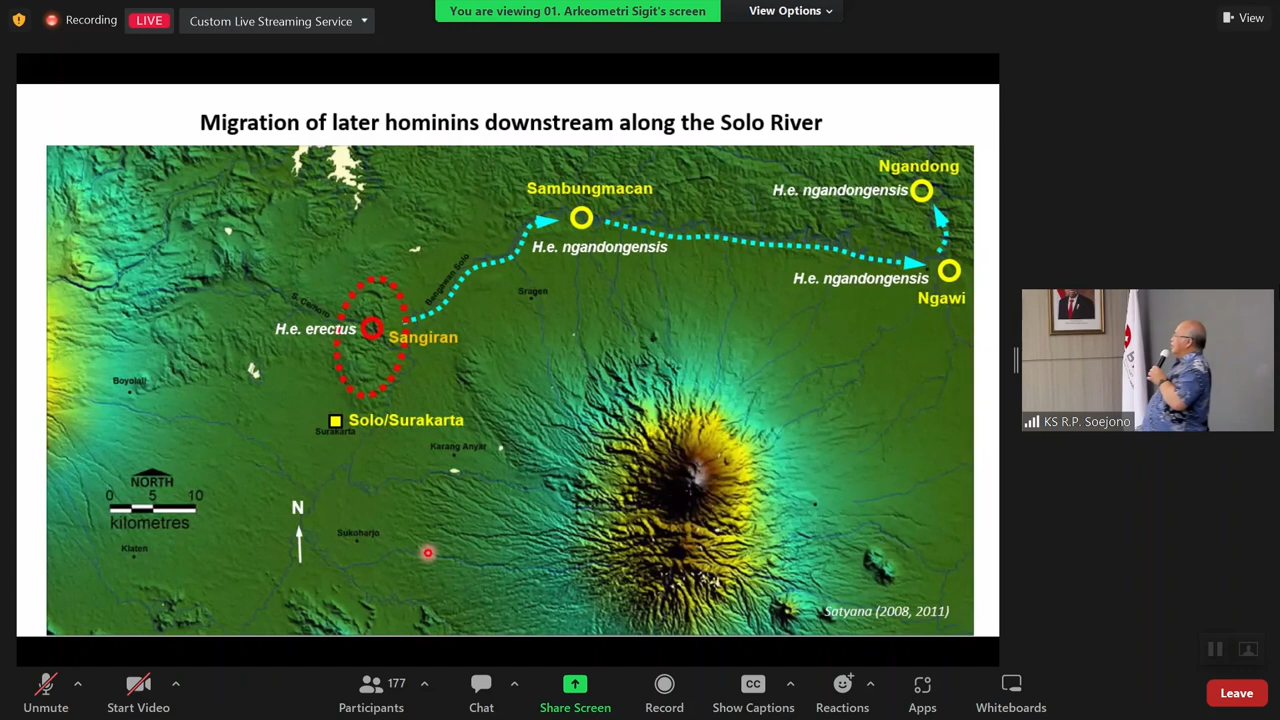 Recording
LIVE
Custom Live Streaming Service
You are viewing 01. Arkeometri Sigit's screen
View Options
View
Migration of later hominins downstream along the Solo River
Ngandong
H.e. ngandongensis
Sambungmacan
H.e. ngandongensis
H.e. ngandongensis
Ngawi
Bengawan Solo
Sragen
S. Cemoro
H.e. erectus
Sangiran
Boyolali
Solo/Surakarta
Surakarta
Karang Anyar
NORTH
0 5 10
kilometres
N
Sukoharjo
Klaten
Satyana (2008, 2011)
KS R.P. Soejono
Unmute
Start Video
177
Participants
Chat
Share Screen
Record
CC
Show Captions
Reactions
Apps
Whiteboards
Leave